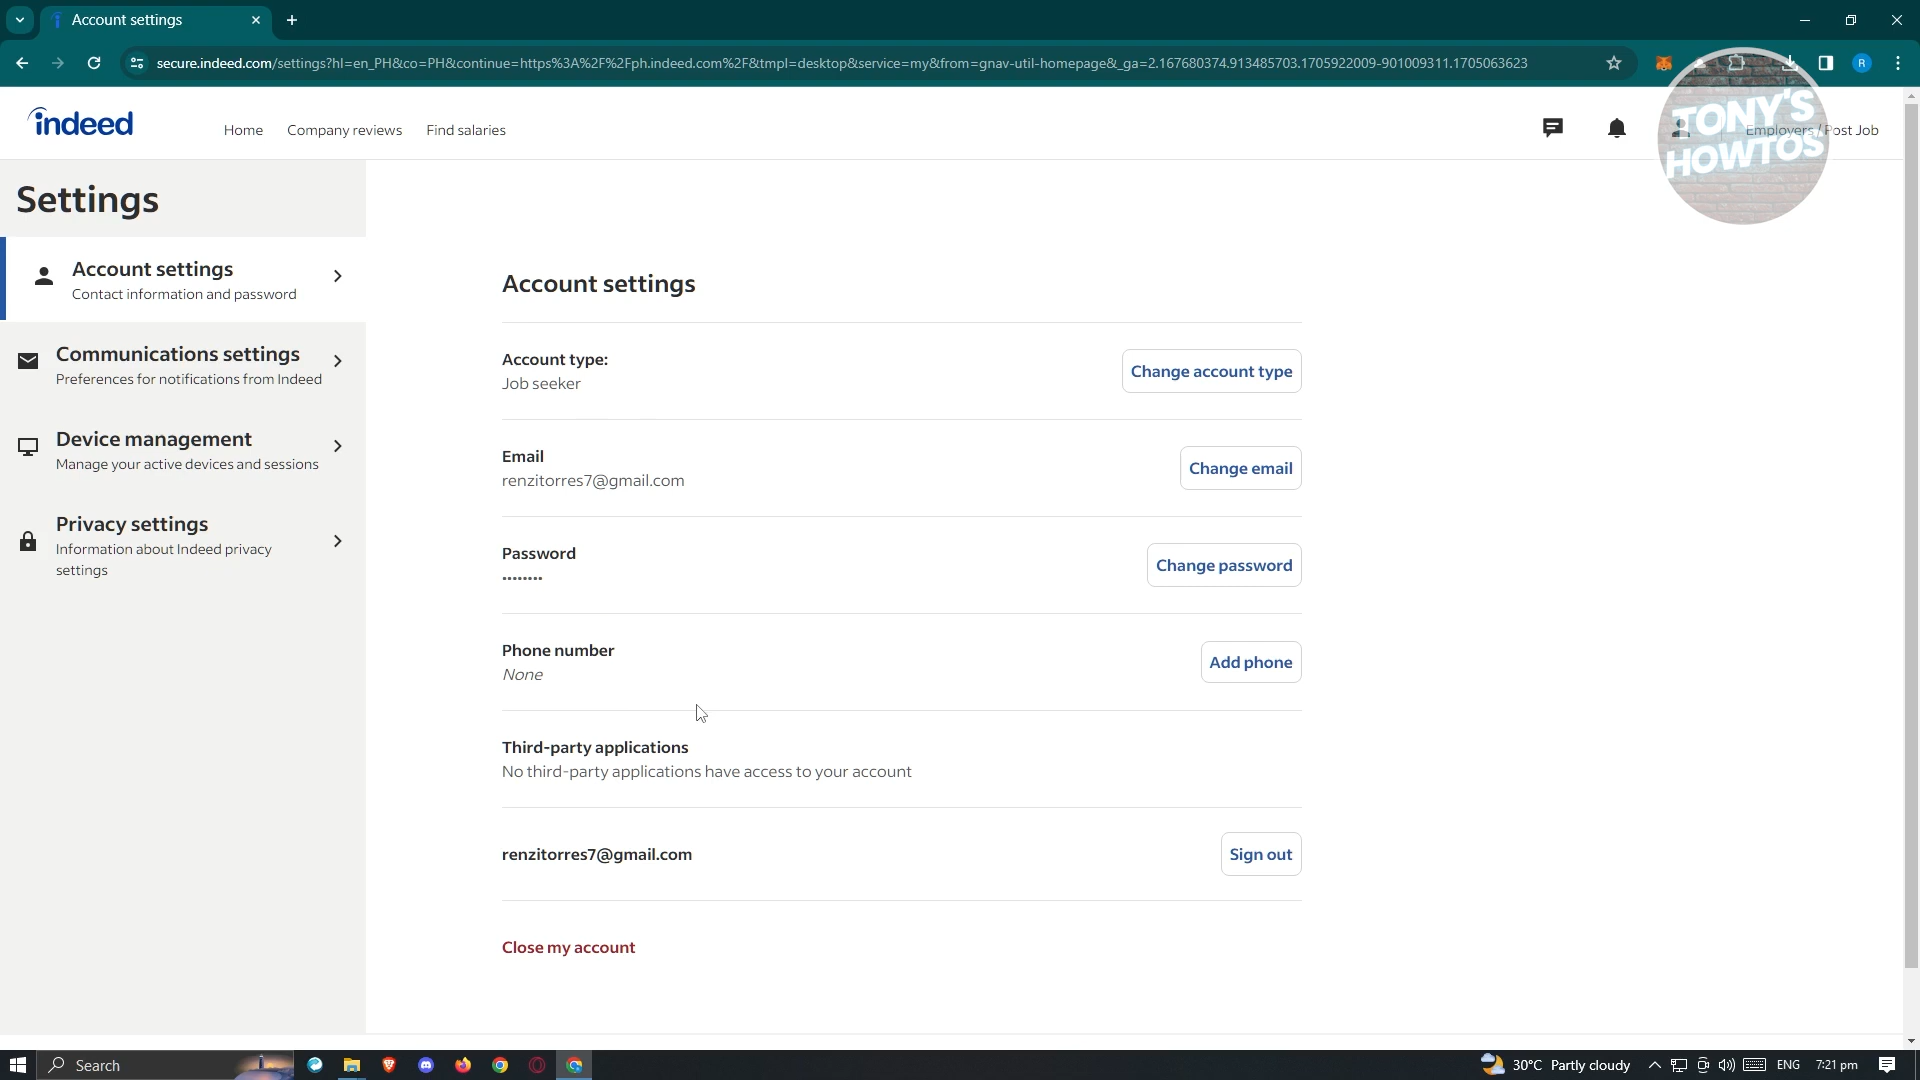 Account settings
secure.indeed.com/settings?hl=en_PH&co=PH&continue=https%3A%2F%2Fph.indeed.com%2F&tmpl=desktop&service=my&from=gnav-util-homepage&_ga=2.167680374.913485703.1705922009-901009311.1705063623
R
indeed
Home
Company reviews
Find salaries
Employers / Post Job
TONY'S
HOWTOS
Settings
Account settings
Contact information and password
Communications settings
Preferences for notifications from Indeed
Device management
Manage your active devices and sessions
Privacy settings
Information about Indeed privacy
settings
Account settings
Account type:
Job seeker
Change account type
Email
renzitorres7@gmail.com
Change email
Password
••••••••
Change password
Phone number
None
Add phone
Third-party applications
No third-party applications have access to your account
renzitorres7@gmail.com
Sign out
Close my account
Search
30°C Partly cloudy
ENG
7:21 pm